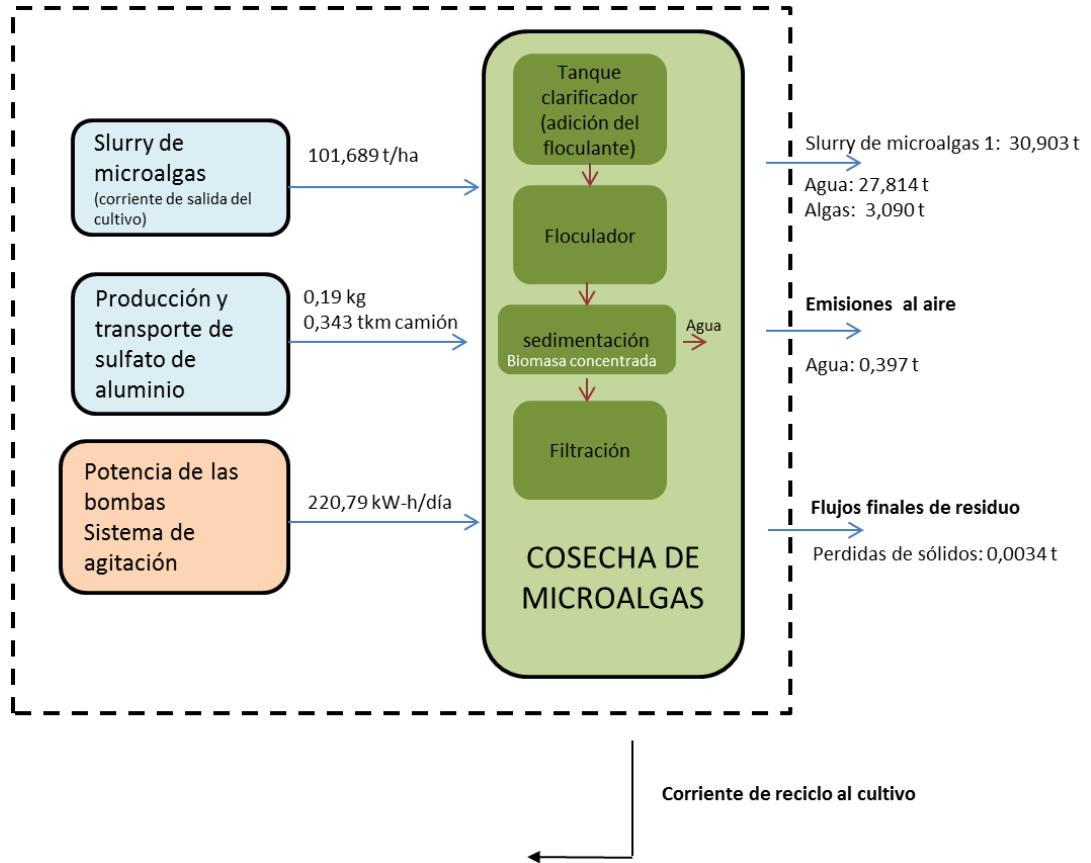 Slurry de
microalgas
(corriente de salida del
cultivo)
101,689 t/ha
Producción y
transporte de
sulfato de
aluminio
0,19 kg
0,343 tkm camión
Potencia de las
bombas
Sistema de
agitación
220,79 kW-h/día
Tanque
clarificador
(adición del
floculante)
Floculador
sedimentación
Biomasa concentrada
Agua
Filtración
COSECHA DE
MICROALGAS
Slurry de microalgas 1: 30,903 t
Agua: 27,814 t
Algas: 3,090 t
Emisiones al aire
Agua: 0,397 t
Flujos finales de residuo
Perdidas de sólidos: 0,0034 t
Corriente de reciclo al cultivo